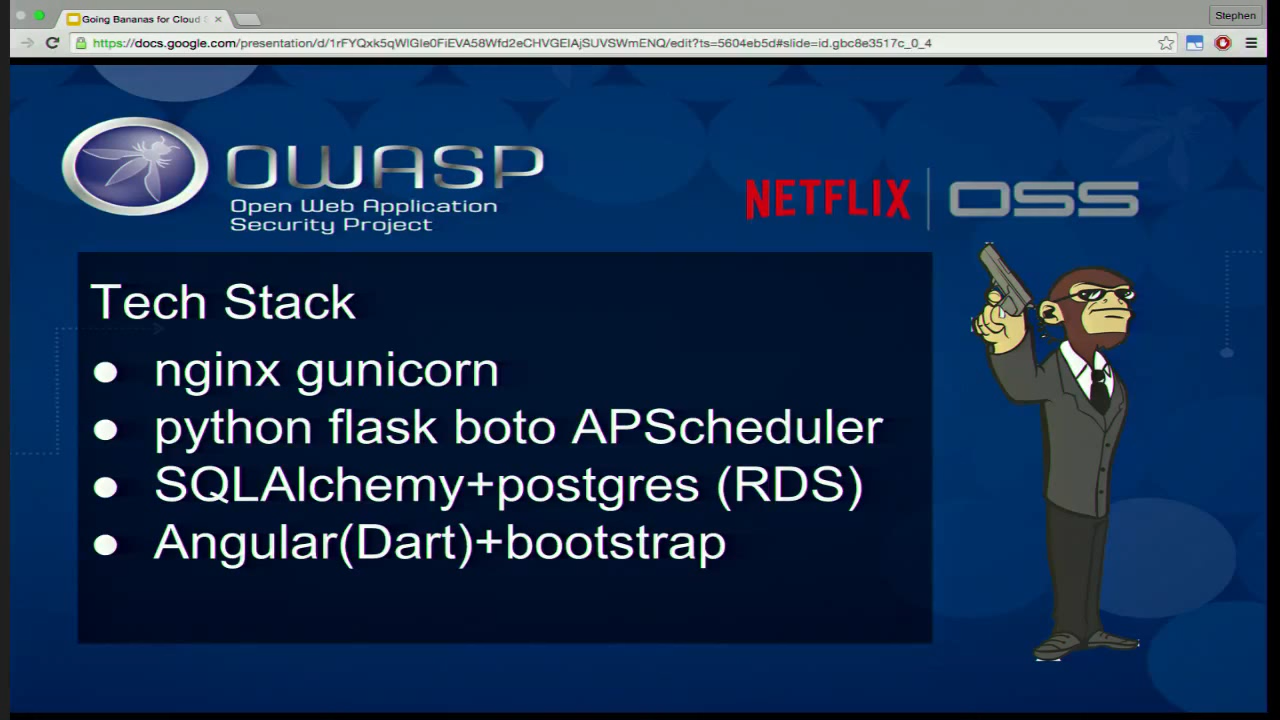 Going Bananas for Cloud
Stephen
https://docs.google.com/presentation/d/1rFYQxk5qWlGIe0FiEVA58Wfd2eCHVGEIAjSUVSWmENQ/edit?ts=5604eb5d#slide=id.gbc8e3517c_0_4
OWASP
Open Web Application
Security Project
NETFLIX OSS
Tech Stack
● nginx gunicorn
● python flask boto APScheduler
● SQLAlchemy+postgres (RDS)
● Angular(Dart)+bootstrap